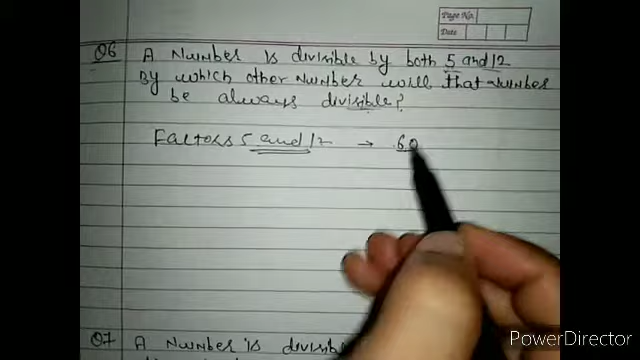 Page No.
Date
Q6 A Number is divisible by both 5 and 12
By which other number will that number
be always divisible?
Factors 5 and 12 → 60
Q7 A Number is divisible
PowerDirector